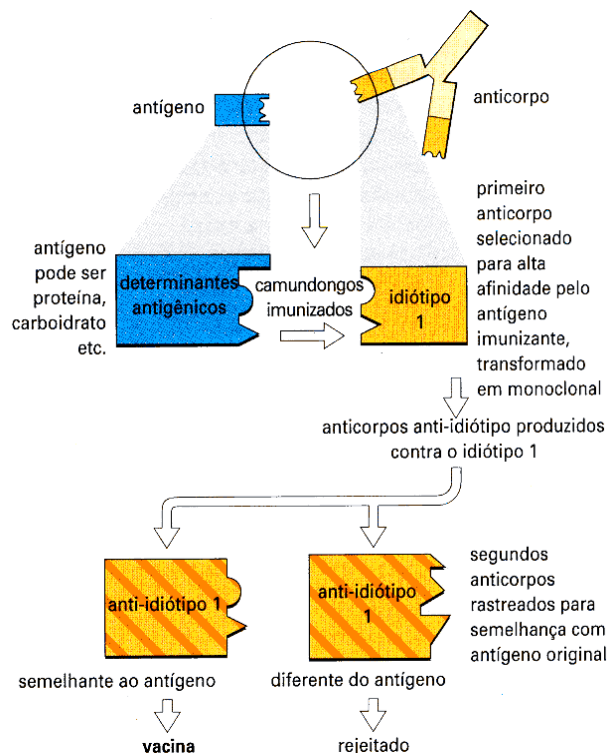 antígeno
anticorpo
antígeno
pode ser
proteína,
carboidrato
etc.
determinantes
antigênicos
camundongos
imunizados
idiótipo
1
primeiro
anticorpo
selecionado
para alta
afinidade pelo
antígeno
imunizante,
transformado
em monoclonal
anticorpos anti-idiótipo produzidos
contra o idiótipo 1
anti-idiótipo 1
anti-idiótipo
1
segundos
anticorpos
rastreados para
semelhança com
antígeno original
semelhante ao antígeno
diferente do antígeno
vacina
rejeitado